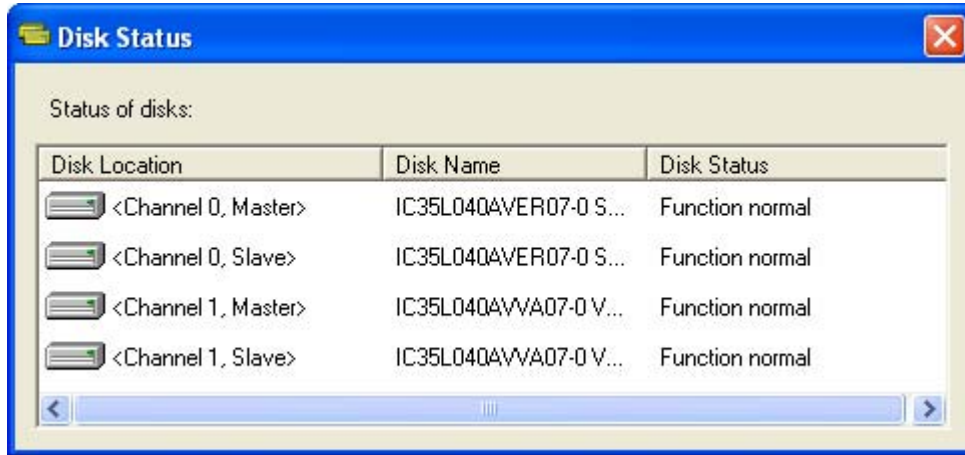 Disk Status
Status of disks:
Disk Location Disk Name Disk Status
<Channel 0, Master> IC35L040AVER07-0 S... Function normal
<Channel 0, Slave> IC35L040AVER07-0 S... Function normal
<Channel 1, Master> IC35L040AVVA07-0 V... Function normal
<Channel 1, Slave> IC35L040AVVA07-0 V... Function normal